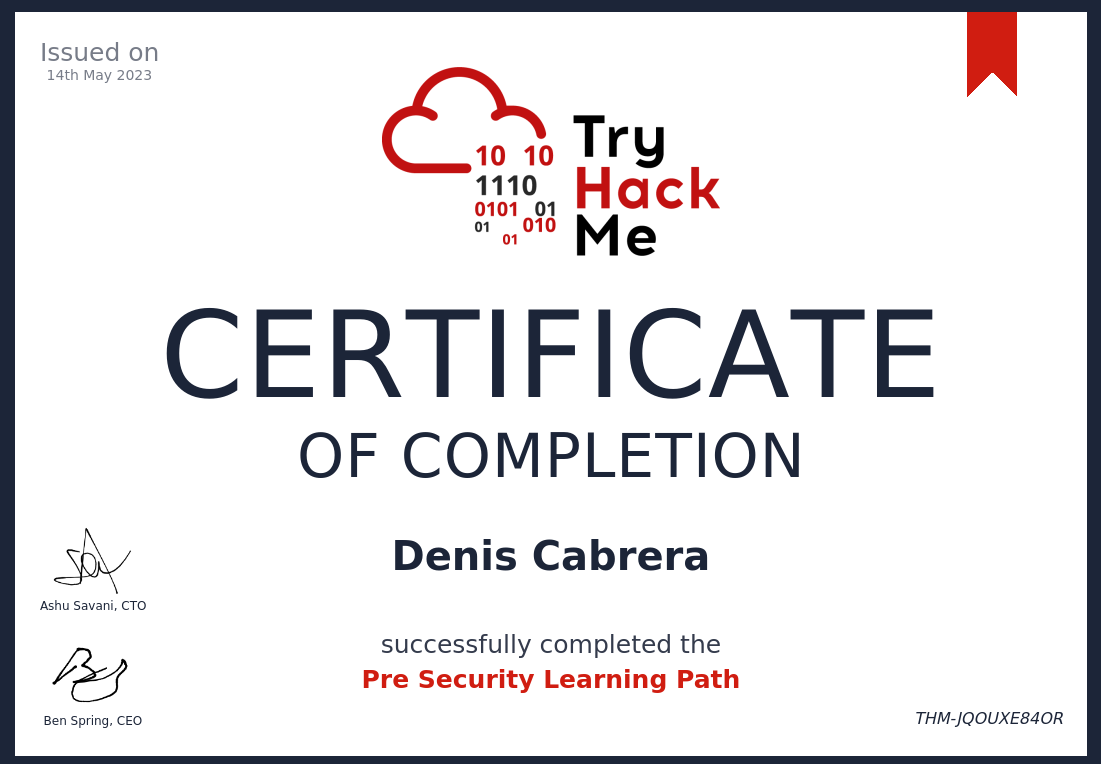 Issued on
14th May 2023
10 10
1110
0101 01
01 010
01
Try
Hack
Me
CERTIFICATE
OF COMPLETION
Denis Cabrera
successfully completed the
Pre Security Learning Path
Ashu Savani, CTO
Ben Spring, CEO
THM-JQOUXE84OR